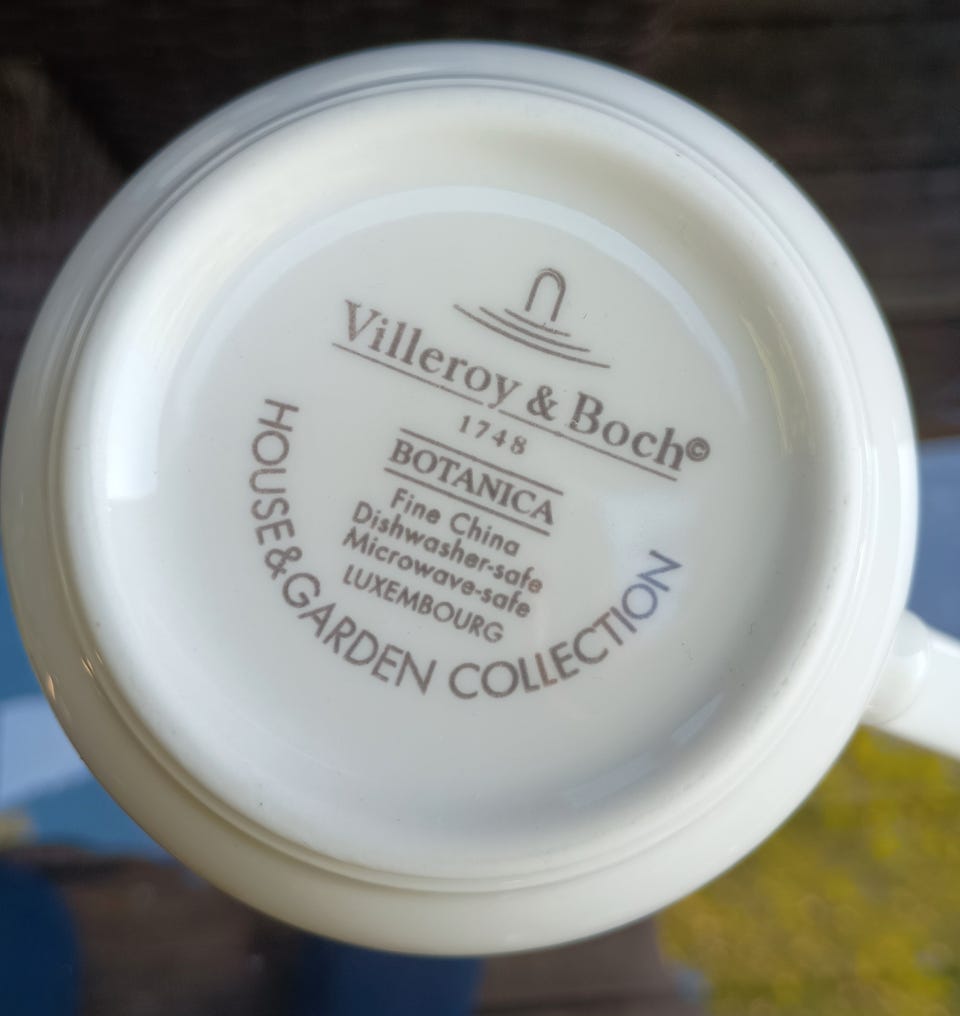 Villeroy & Boch©
1748
BOTANICA
Fine China
Dishwasher-safe
Microwave-safe
LUXEMBOURG
HOUSE&GARDEN COLLECTION